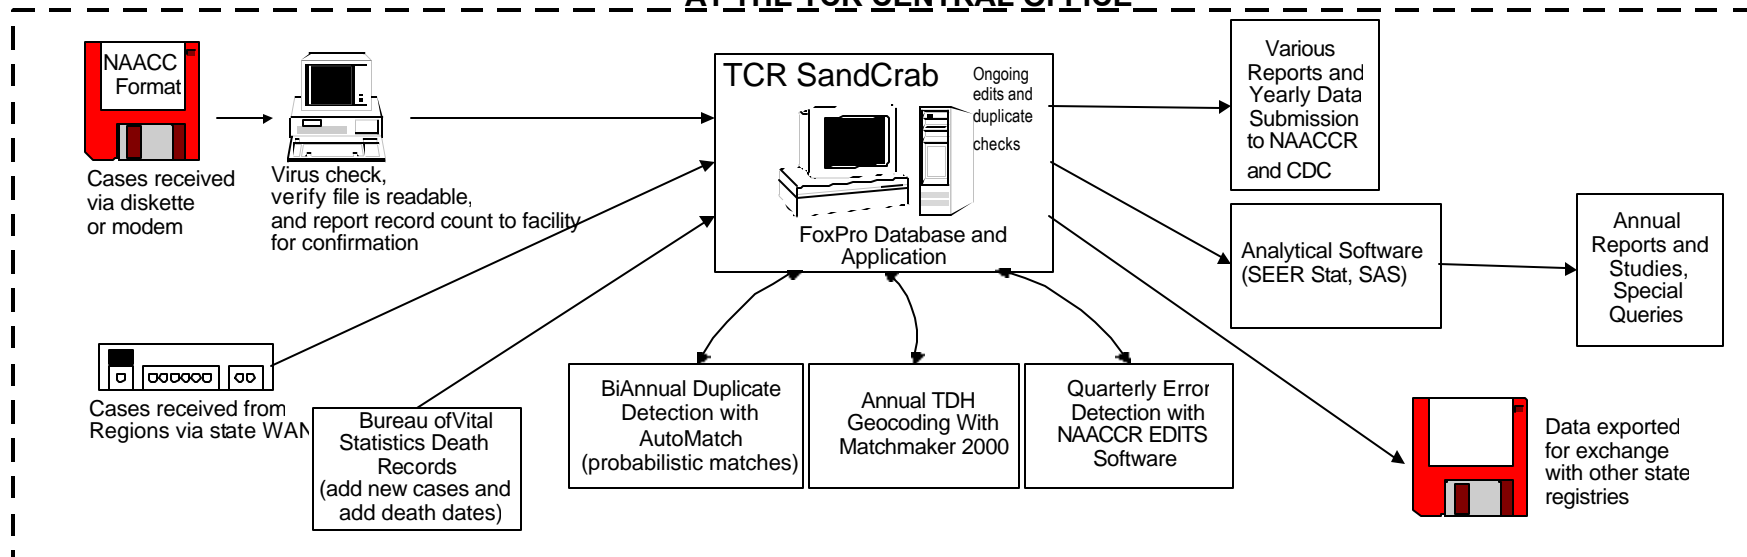 AT THE TCR CENTRAL OFFICE
NAACC
Format
Cases received
via diskette
or modem
Virus check,
verify file is readable,
and report record count to facility
for confirmation
Cases received from
Regions via state WAN
Bureau ofVital
Statistics Death
Records
(add new cases and
add death dates)
TCR SandCrab
Ongoing
edits and
duplicate
checks
FoxPro Database and
Application
BiAnnual Duplicate
Detection with
AutoMatch
(probabilistic matches)
Annual TDH
Geocoding With
Matchmaker 2000
Quarterly Error
Detection with
NAACCR EDITS
Software
Various
Reports and
Yearly Data
Submission
to NAACCR
and CDC
Analytical Software
(SEER Stat, SAS)
Annual
Reports and
Studies,
Special
Queries
Data exported
for exchange
with other state
registries